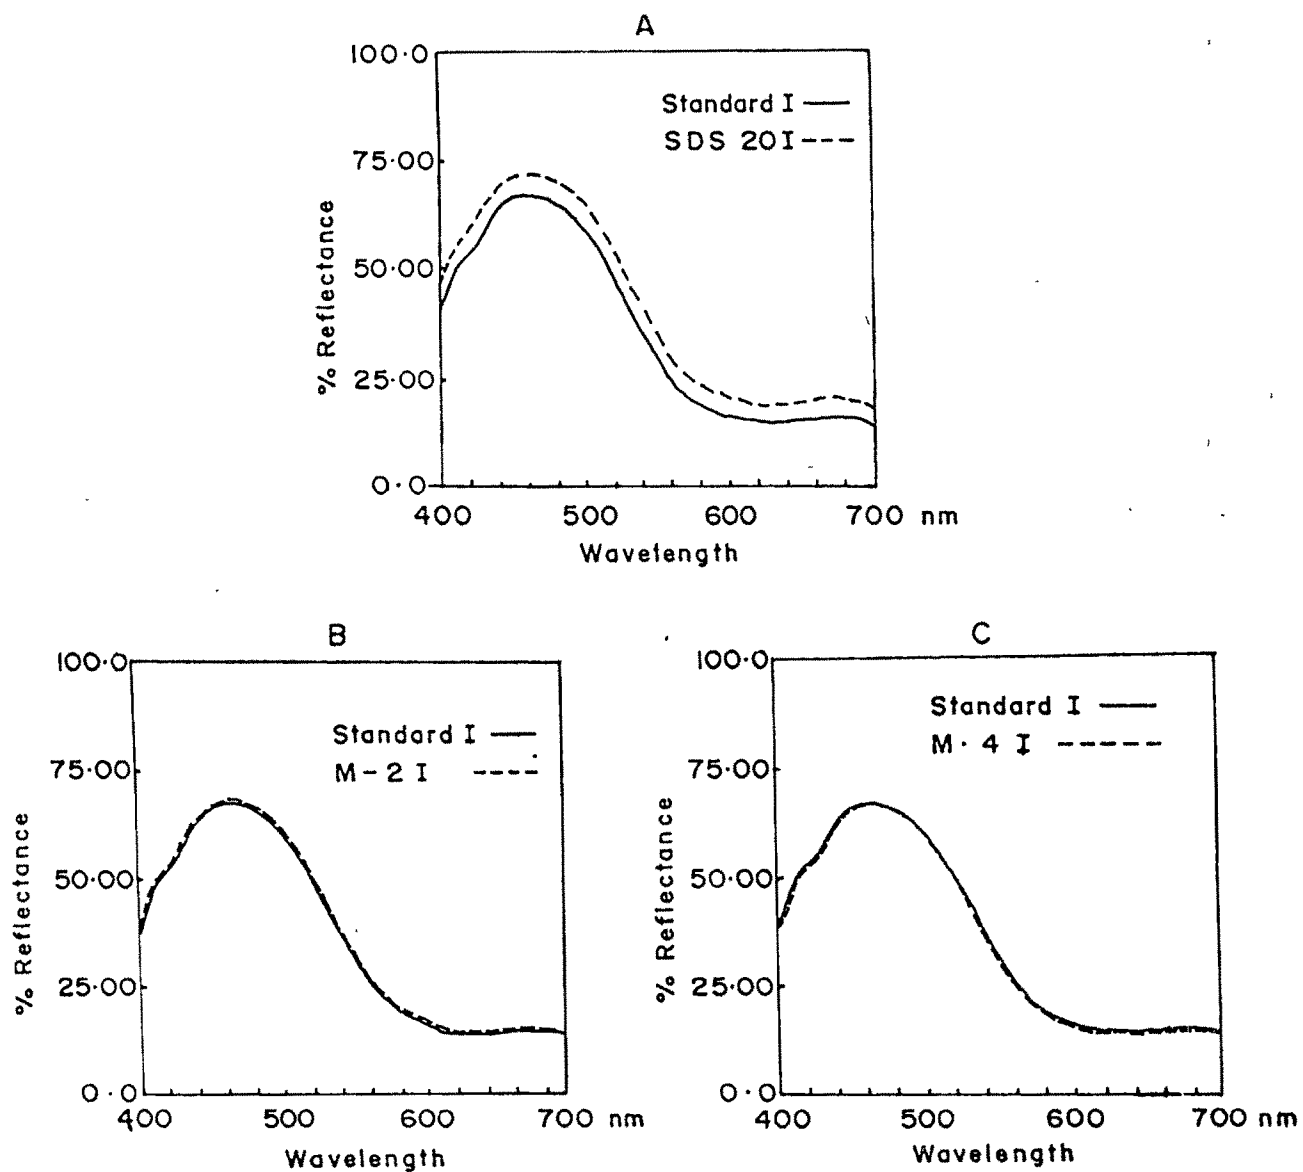 A
100·0
Standard I
SDS 20I
75·00
50·00
25·00
0·0
% Reflectance
400 500 600 700 nm
Wavelength
B
100·0
Standard I
M-2 I
75·00
50·00
25·00
0·0
% Reflectance
400 500 600 700 nm
Wavelength
C
100·0
Standard I
M·4 I
75·00
50·00
25·00
0·0
% Reflectance
400 500 600 700 nm
Wavelength